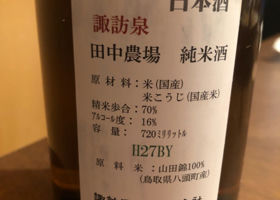 日本酒
諏訪泉
田中農場 純米酒
原 材 料：米(国産)
米こうじ(国産米)
精米歩合：70%
アルコール度：16%
容 量：720ミリリットル
H27BY
原 料 米：山田錦100%
(鳥取県八頭町産)